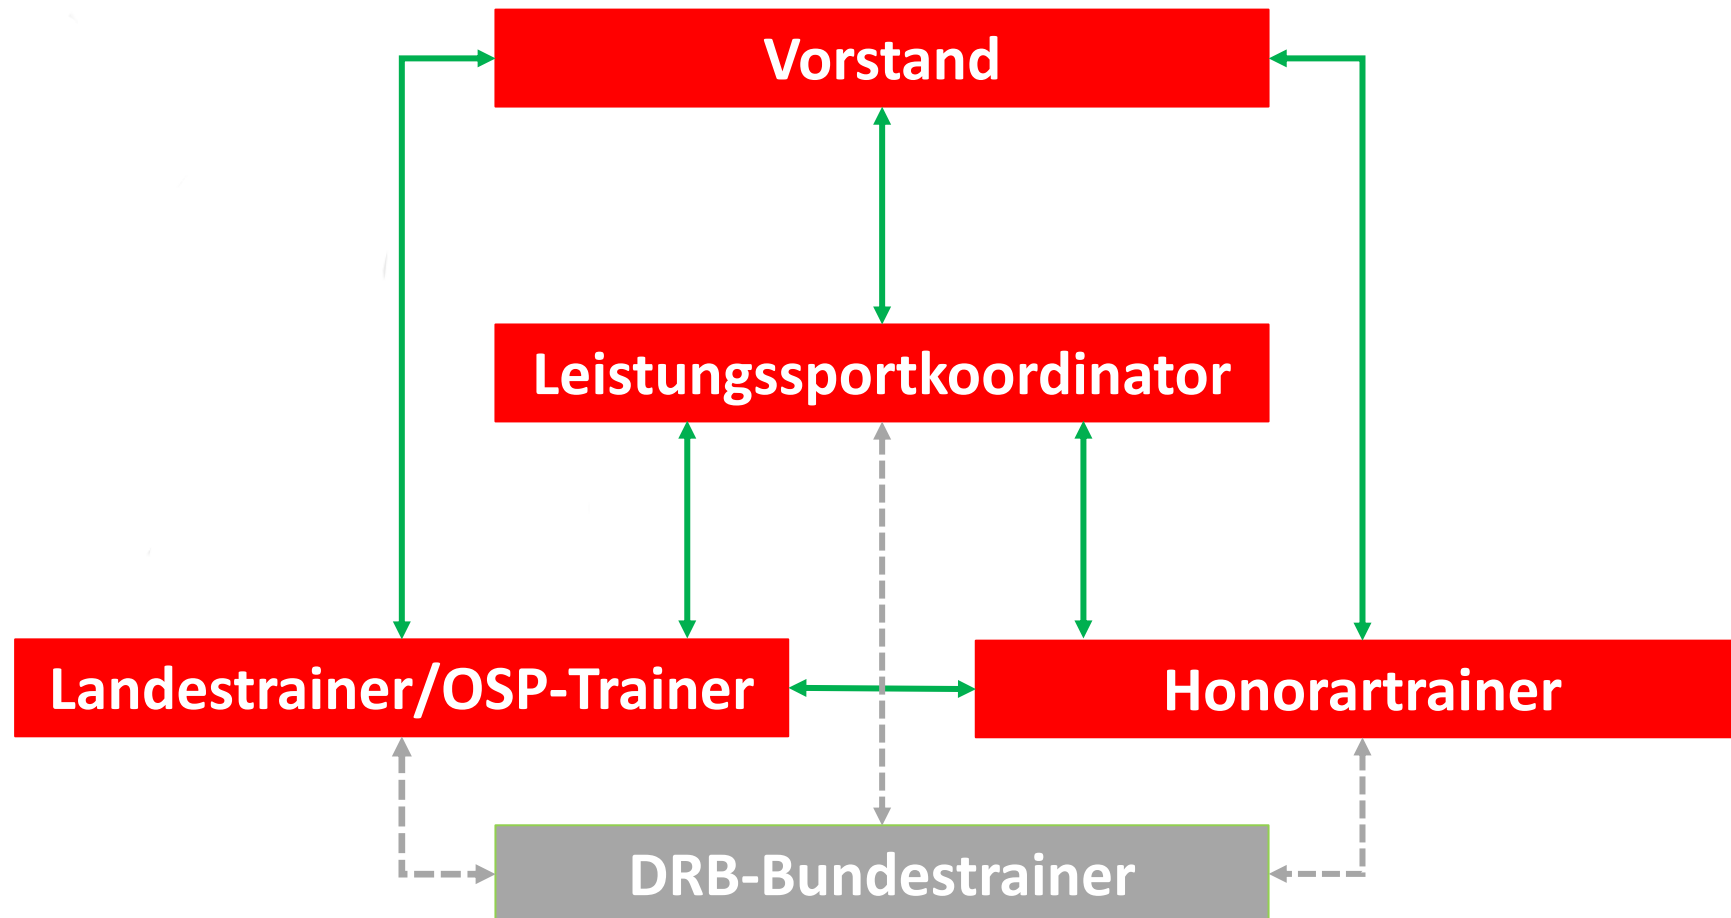 Vorstand
Leistungssportkoordinator
Landestrainer/OSP-Trainer
Honorartrainer
DRB-Bundestrainer